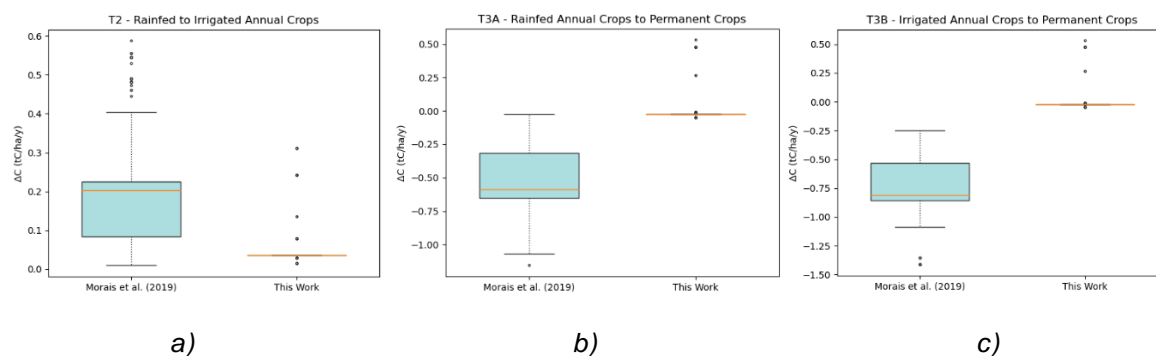 T2 - Rainfed to Irrigated Annual Crops
0.6
0.5
0.4
0.3
0.2
0.1
0.0
ΔC (tC/ha/y)
Morais et al. (2019)
This Work
a)
T3A - Rainfed Annual Crops to Permanent Crops
0.50
0.25
0.00
−0.25
−0.50
−0.75
−1.00
ΔC (tC/ha/y)
Morais et al. (2019)
This Work
b)
T3B - Irrigated Annual Crops to Permanent Crops
0.50
0.25
0.00
−0.25
−0.50
−0.75
−1.00
−1.25
−1.50
ΔC (tC/ha/y)
Morais et al. (2019)
This Work
c)